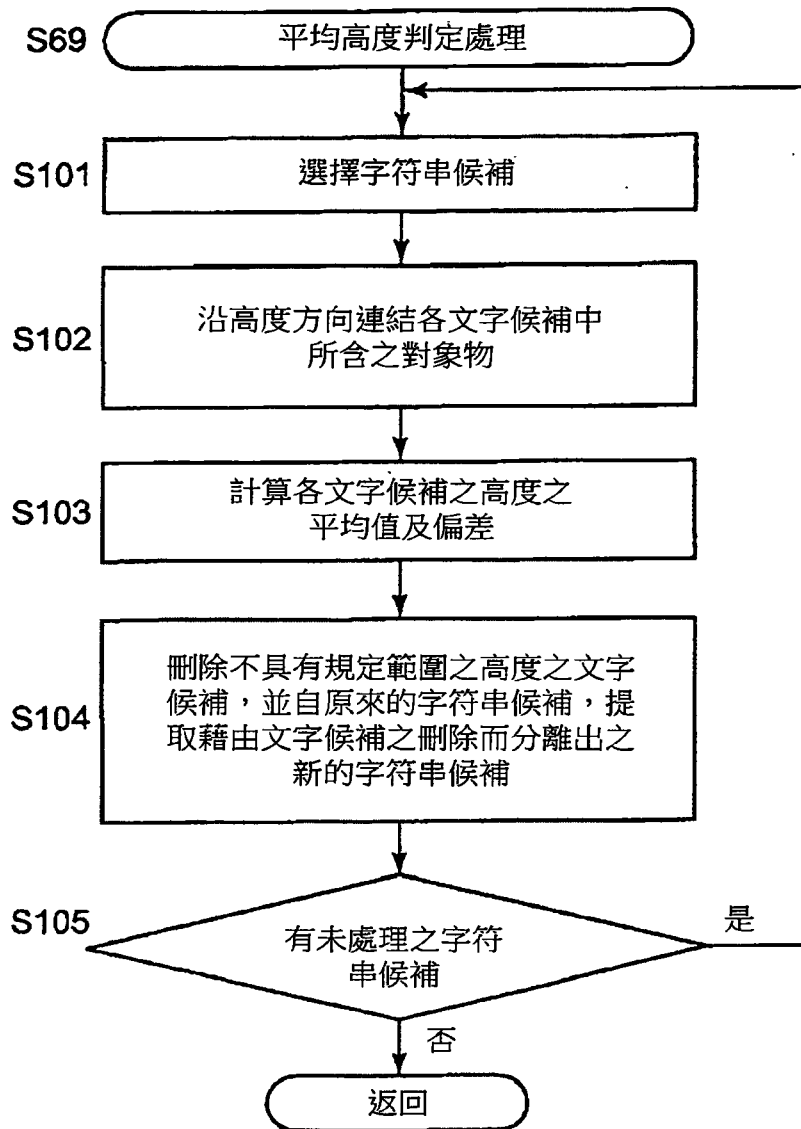 S69
平均高度判定處理
S101
選擇字符串候補
S102
沿高度方向連結各文字候補中
所含之對象物
S103
計算各文字候補之高度之
平均值及偏差
S104
刪除不具有規定範圍之高度之文字
候補，並自原來的字符串候補，提
取藉由文字候補之刪除而分離出之
新的字符串候補
S105
有未處理之字符
串候補
是
否
返回